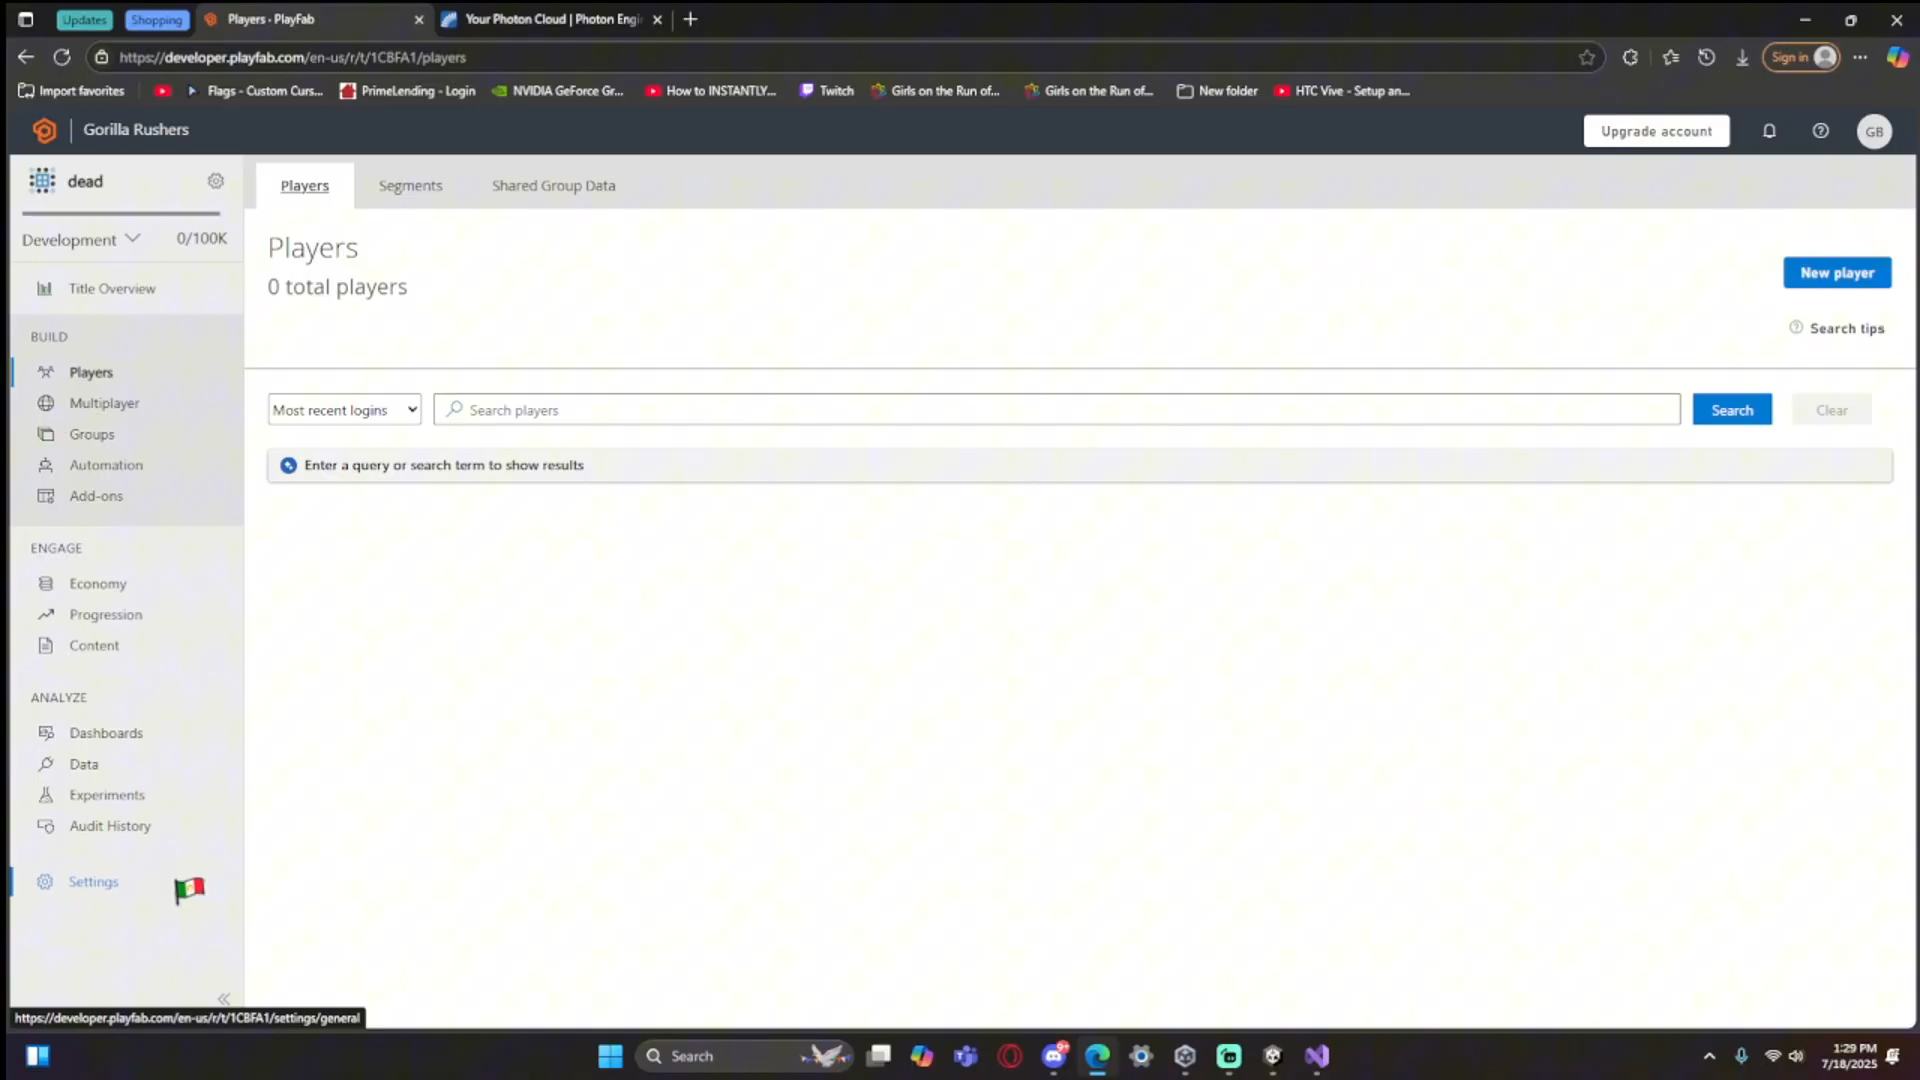 Updates
Shopping
Players - PlayFab
Your Photon Cloud | Photon Engi
https://developer.playfab.com/en-us/r/t/1CBFA1/players
Sign in
Import favorites
Flags - Custom Curs...
PrimeLending - Login
NVIDIA GeForce Gr...
How to INSTANTLY...
Twitch
Girls on the Run of...
Girls on the Run of...
New folder
HTC Vive - Setup an...
Gorilla Rushers
Upgrade account
GB
dead
Players
Segments
Shared Group Data
Development
0/100K
Players
0 total players
New player
Search tips
Title Overview
BUILD
Players
Multiplayer
Groups
Automation
Add-ons
Most recent logins
Search players
Search
Clear
Enter a query or search term to show results
ENGAGE
Economy
Progression
Content
ANALYZE
Dashboards
Data
Experiments
Audit History
Settings
https://developer.playfab.com/en-us/r/t/1CBFA1/settings/general
Search
9+
1:29 PM
7/18/2025